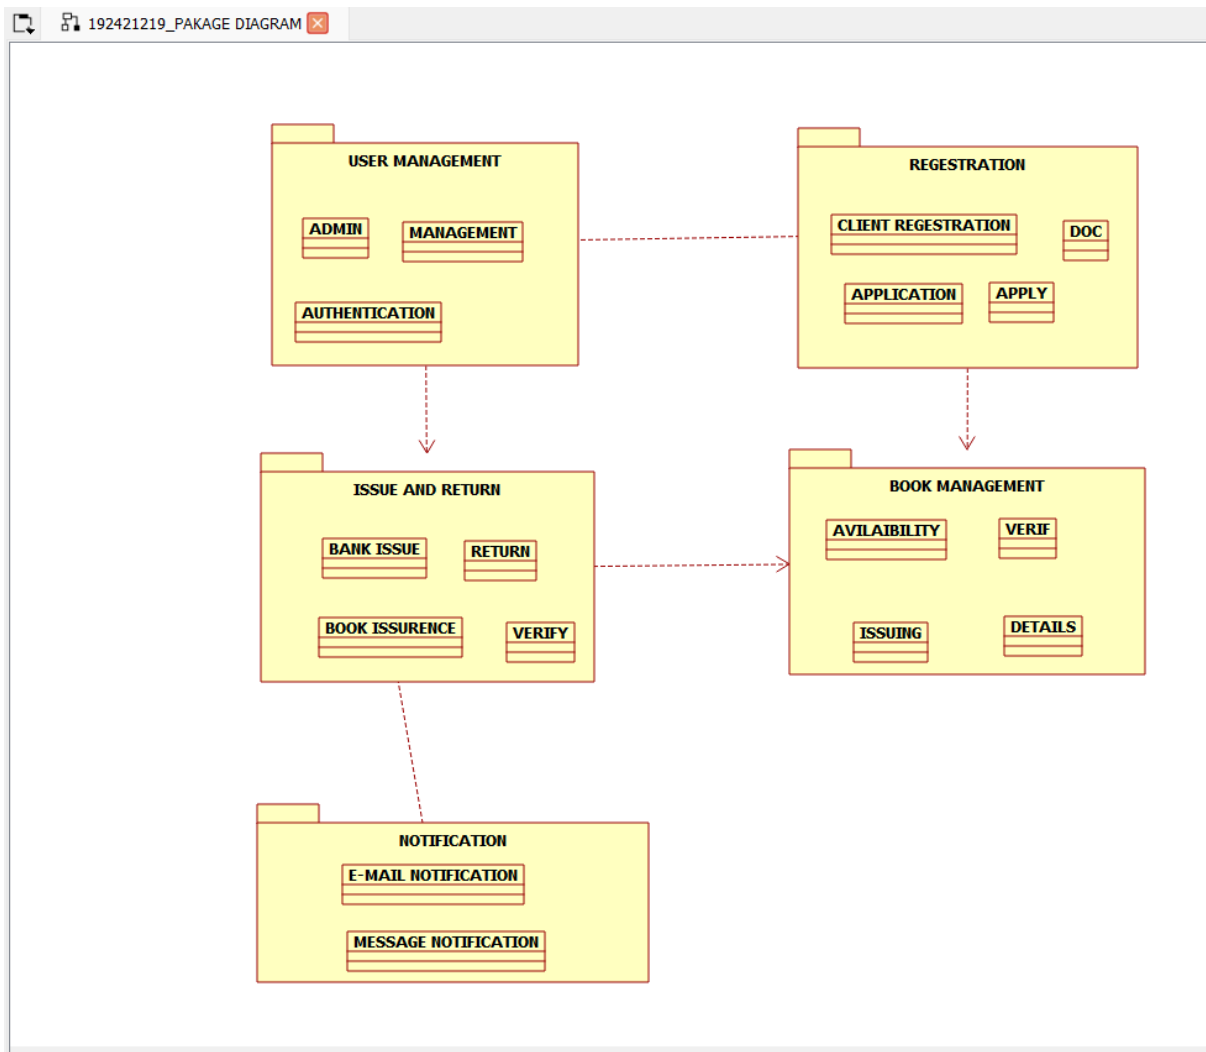 192421219_PAKAGE DIAGRAM
USER MANAGEMENT
ADMIN
MANAGEMENT
AUTHENTICATION
REGESTRATION
CLIENT REGESTRATION
DOC
APPLICATION
APPLY
ISSUE AND RETURN
BANK ISSUE
RETURN
BOOK ISSURENCE
VERIFY
BOOK MANAGEMENT
AVILAIBILITY
VERIF
ISSUING
DETAILS
NOTIFICATION
E-MAIL NOTIFICATION
MESSAGE NOTIFICATION